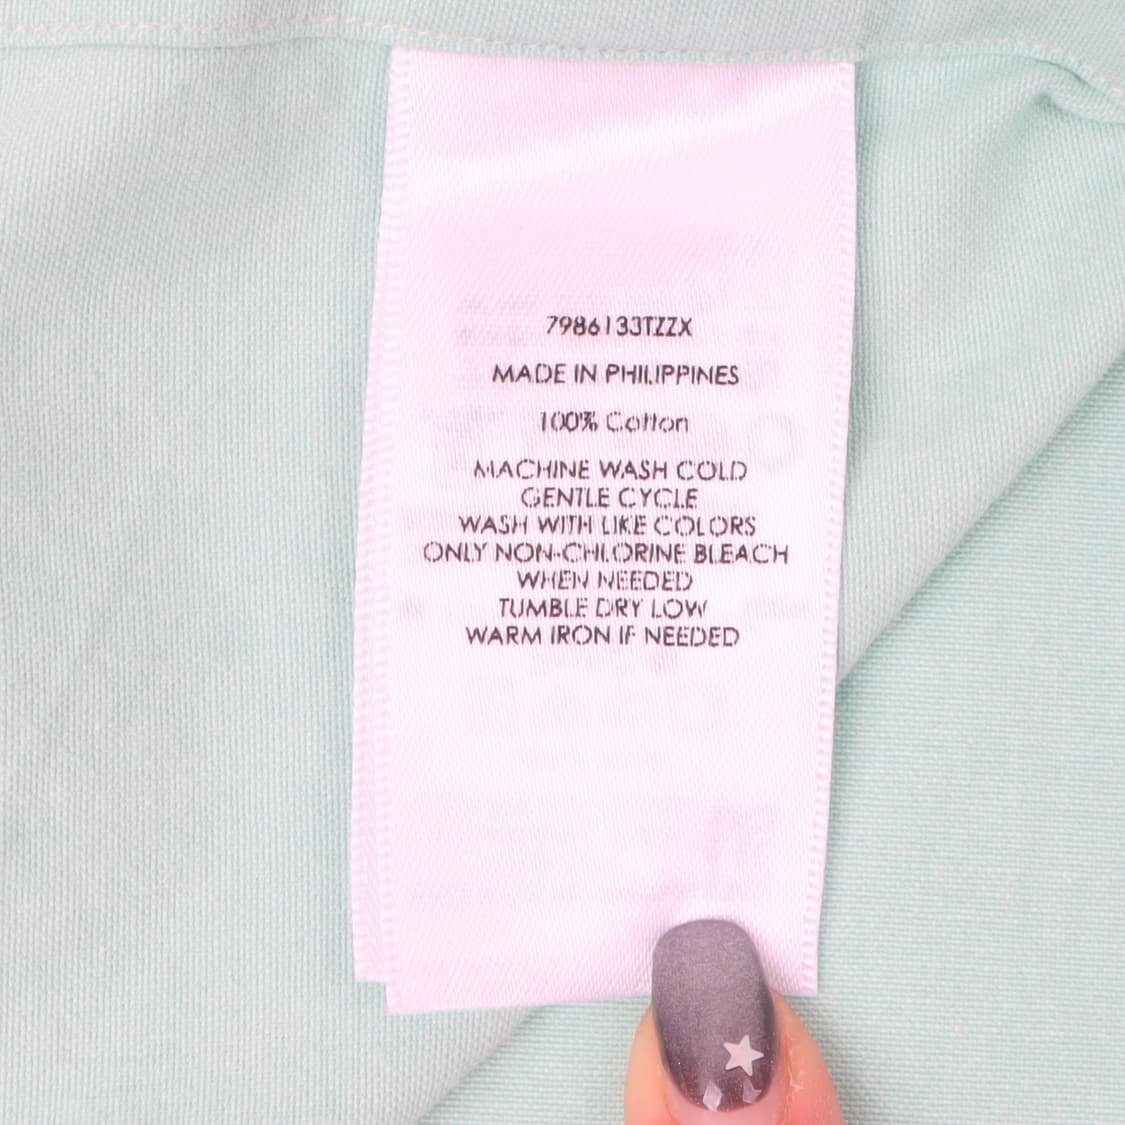 7986133TZZX
MADE IN PHILIPPINES
100% Cotton
MACHINE WASH COLD
GENTLE CYCLE
WASH WITH LIKE COLORS
ONLY NON-CHLORINE BLEACH
WHEN NEEDED
TUMBLE DRY LOW
WARM IRON IF NEEDED